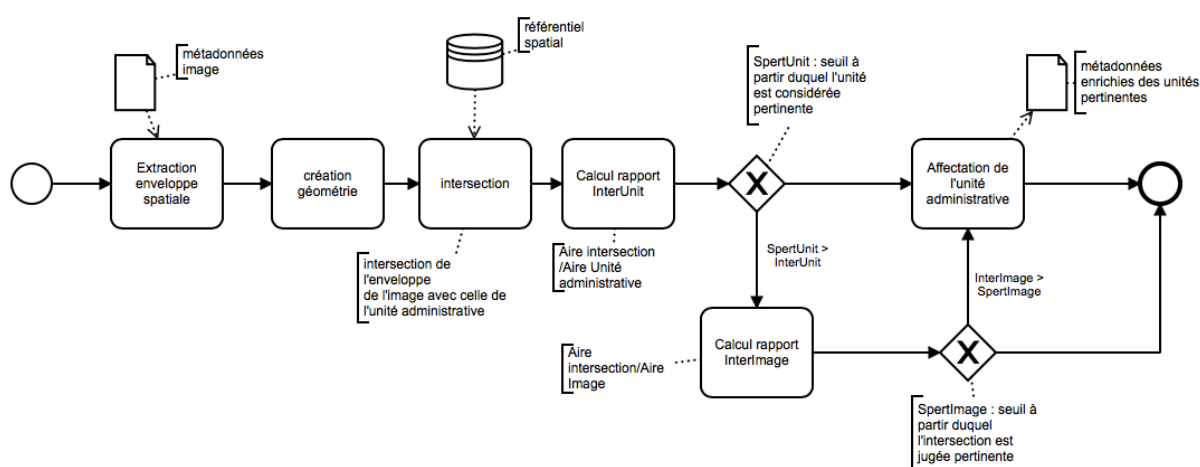 métadonnées
image
référentiel
spatial
SpertUnit : seuil à
partir duquel l'unité
est considérée
pertinente
métadonnées
enrichies des unités
pertinentes
Extraction
enveloppe
spatiale
création
géométrie
intersection
Calcul rapport
InterUnit
X
Affectation de
l'unité
administrative
intersection de
l'enveloppe
de l'image avec celle de
l'unité administrative
Aire intersection
/Aire Unité
administrative
SpertUnit >
InterUnit
InterImage >
SpertImage
Aire
intersection/Aire
Image
Calcul rapport
InterImage
X
SpertImage : seuil à
partir duquel
l'intersection est
jugée pertinente